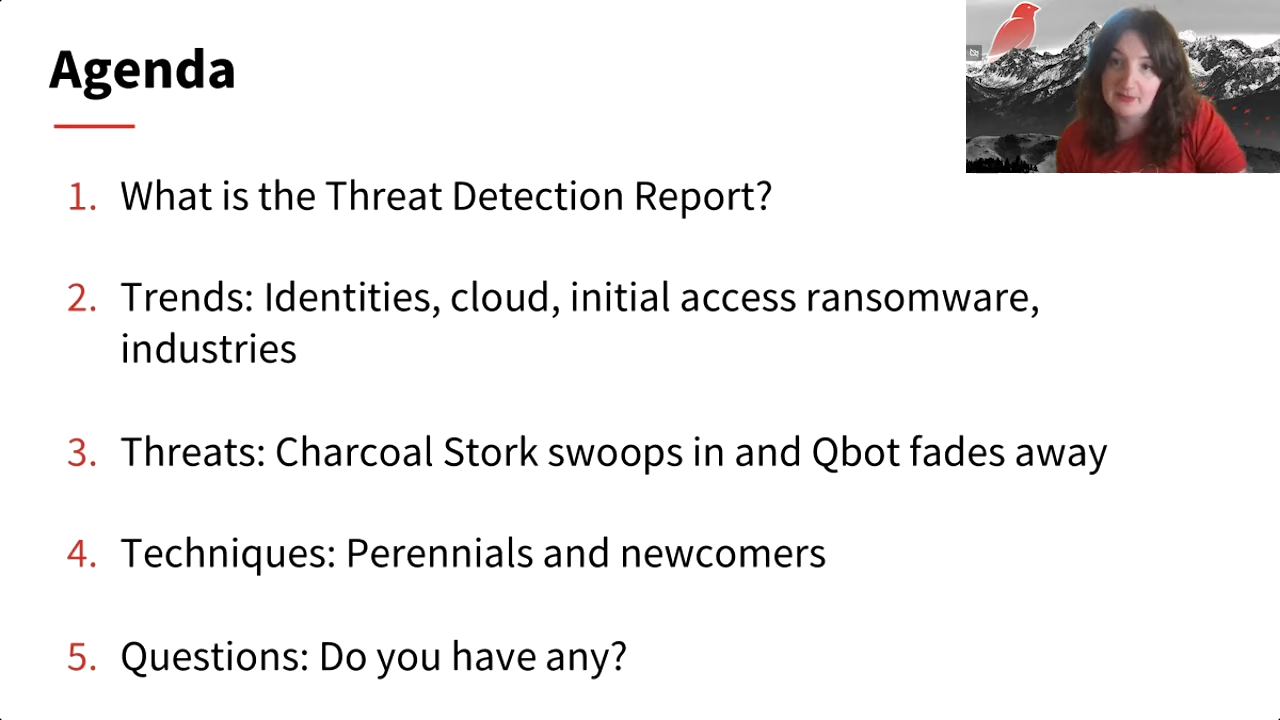 Agenda
1. What is the Threat Detection Report?
2. Trends: Identities, cloud, initial access ransomware,
industries
3. Threats: Charcoal Stork swoops in and Qbot fades away
4. Techniques: Perennials and newcomers
5. Questions: Do you have any?